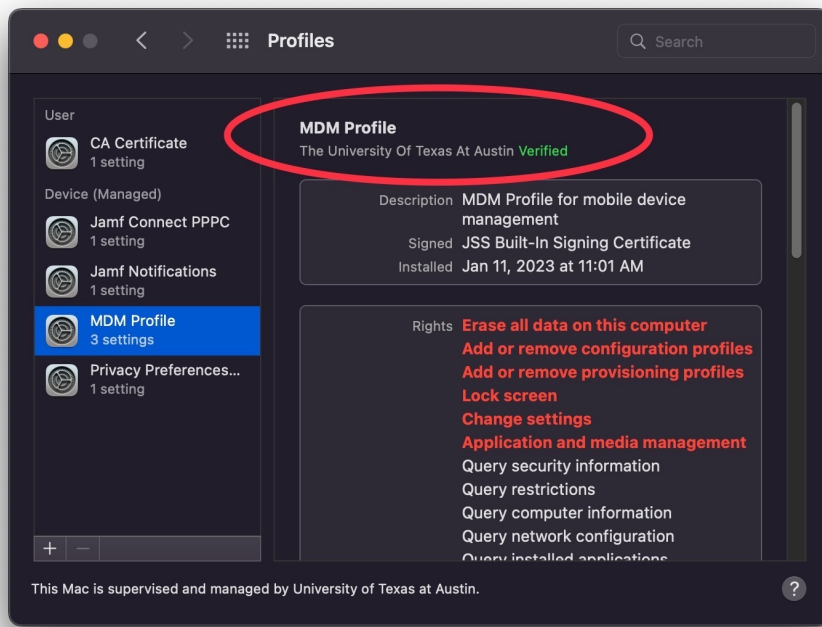 Profiles
Search
User
CA Certificate
1 setting
Device (Managed)
Jamf Connect PPPC
1 setting
Jamf Notifications
1 setting
MDM Profile
3 settings
Privacy Preferences...
1 setting
MDM Profile
The University Of Texas At Austin Verified
Description MDM Profile for mobile device
management
Signed JSS Built-In Signing Certificate
Installed Jan 11, 2023 at 11:01 AM
Rights Erase all data on this computer
Add or remove configuration profiles
Add or remove provisioning profiles
Lock screen
Change settings
Application and media management
Query security information
Query restrictions
Query computer information
Query network configuration
Query installed applications
This Mac is supervised and managed by University of Texas at Austin.
?